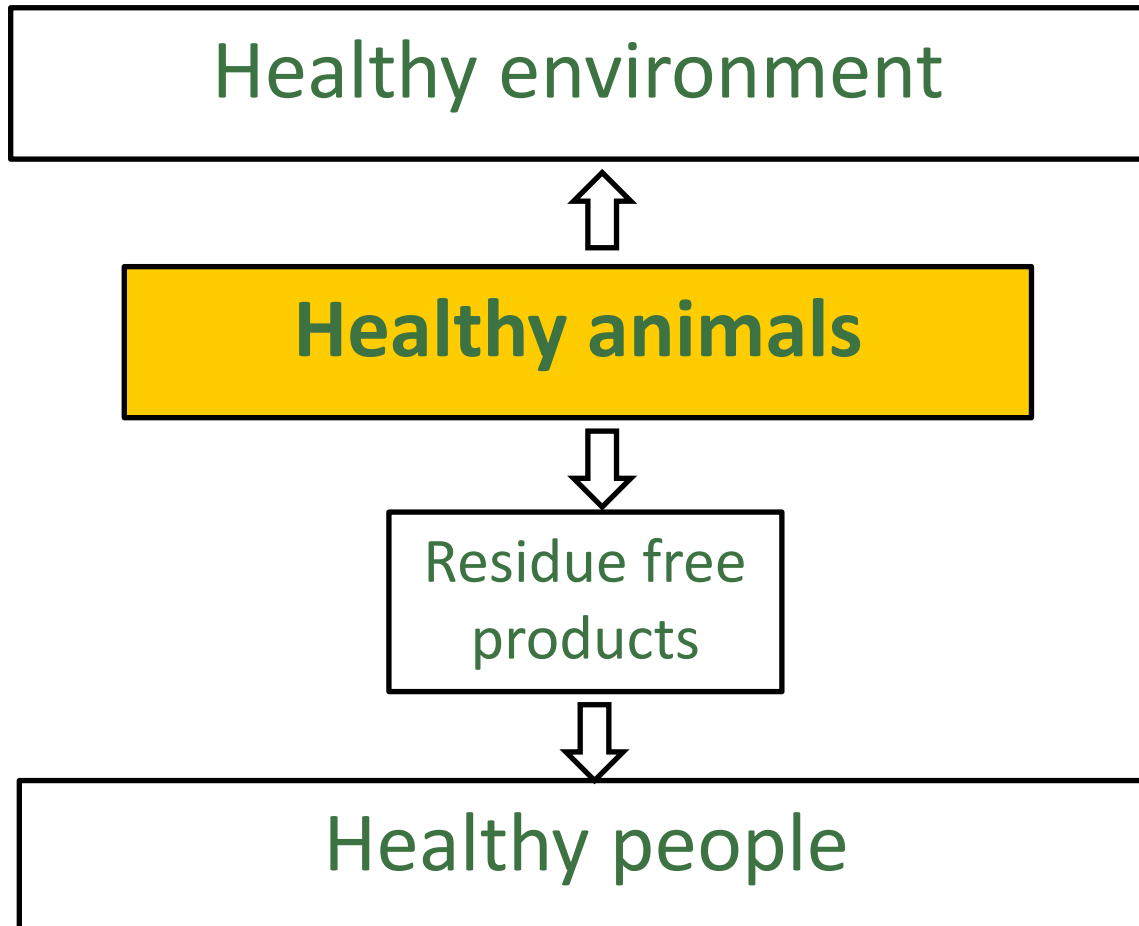 Healthy environment
Healthy animals
Residue free
products
Healthy people